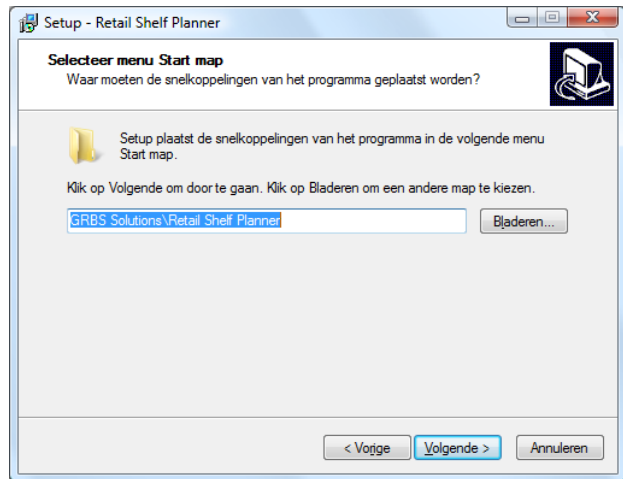 Setup - Retail Shelf Planner
Selecteer menu Start map
Waar moeten de snelkoppelingen van het programma geplaatst worden?
Setup plaatst de snelkoppelingen van het programma in de volgende menu
Start map.
Klik op Volgende om door te gaan. Klik op Bladeren om een andere map te kiezen.
GRBS Solutions\Retail Shelf Planner
Bladeren...
< Vorige
Volgende >
Annuleren